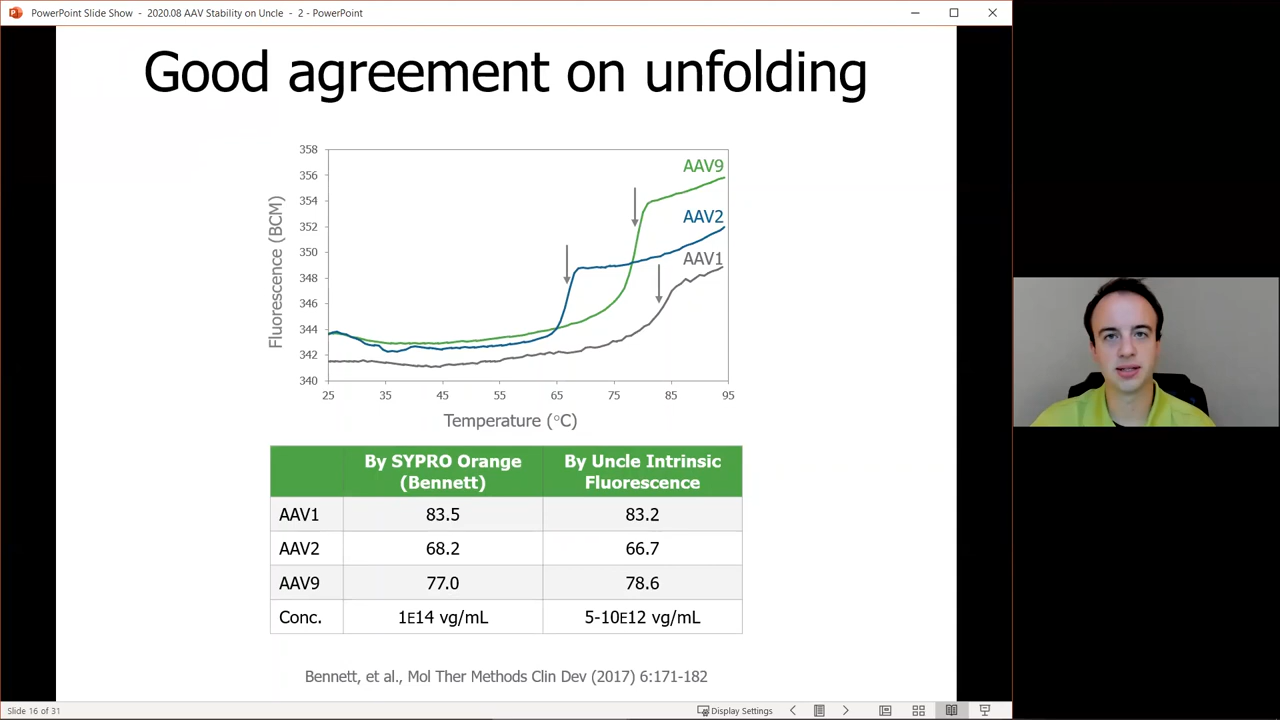 PowerPoint Slide Show - 2020.08 AAV Stability on Uncle - 2 - PowerPoint
Good agreement on unfolding
358
356
354
352
350
348
346
344
342
340
Fluorescence (BCM)
AAV9
AAV2
AAV1
25 35 45 55 65 75 85 95
Temperature (°C)
By SYPRO Orange (Bennett)
By Uncle Intrinsic Fluorescence
AAV1 83.5 83.2
AAV2 68.2 66.7
AAV9 77.0 78.6
Conc. 1E14 vg/mL 5-10E12 vg/mL
Bennett, et al., Mol Ther Methods Clin Dev (2017) 6:171-182
Slide 16 of 31
Display Settings